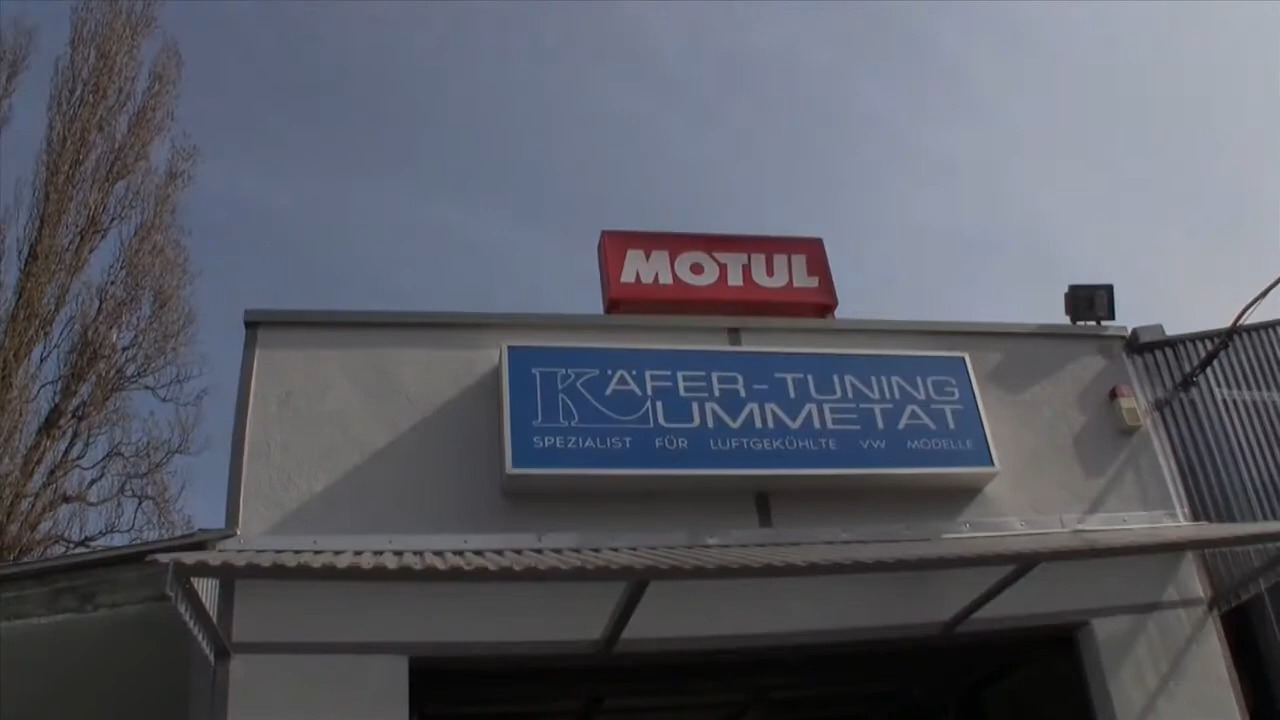 MOTUL
KÄFER-TUNING
KUMMETAT
SPEZIALIST FÜR LUFTGEKÜHLTE VW MODELLE